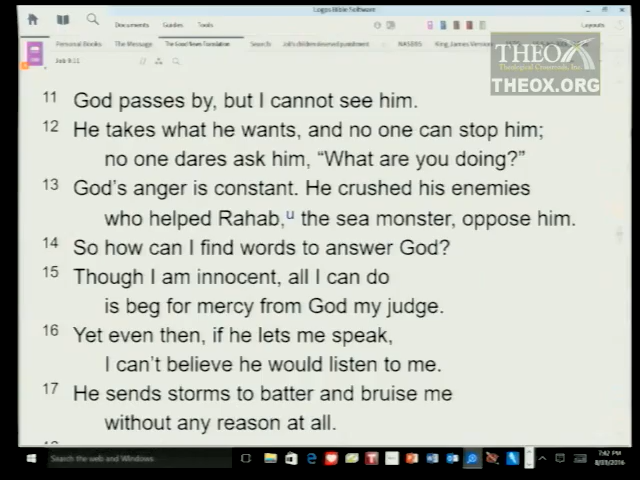 Logos Bible Software
Documents Guides Tools
Layouts
Personal Books The Message The Good News Translation Search Job's children deserved punishment NASB95 King James Version
Job 9:11
THEOX
THEOX.ORG
11 God passes by, but I cannot see him.
12 He takes what he wants, and no one can stop him;
no one dares ask him, “What are you doing?”
13 God’s anger is constant. He crushed his enemies
who helped Rahab,u the sea monster, oppose him.
14 So how can I find words to answer God?
15 Though I am innocent, all I can do
is beg for mercy from God my judge.
16 Yet even then, if he lets me speak,
I can’t believe he would listen to me.
17 He sends storms to batter and bruise me
without any reason at all.
Search the web and Windows
7:42 PM
8/03/2016